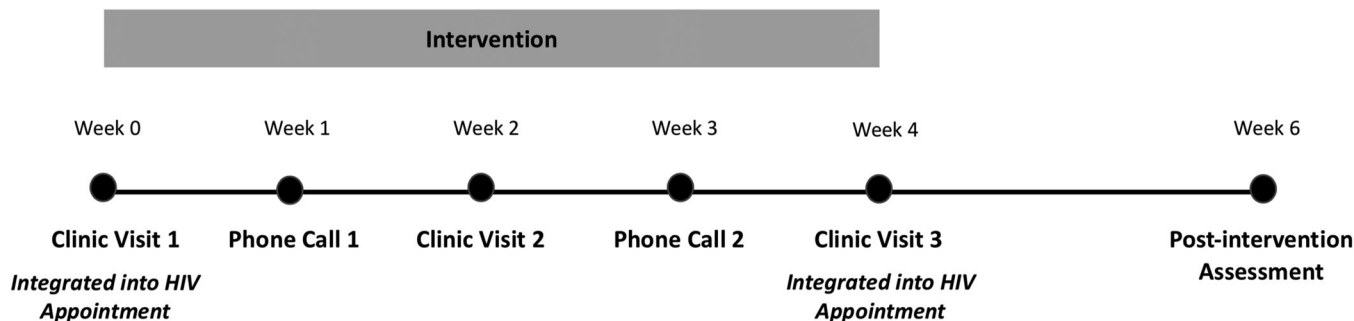 Intervention
Week 0
Week 1
Week 2
Week 3
Week 4
Week 6
Clinic Visit 1
Phone Call 1
Clinic Visit 2
Phone Call 2
Clinic Visit 3
Post-intervention
Assessment
Integrated into HIV
Appointment
Integrated into HIV
Appointment